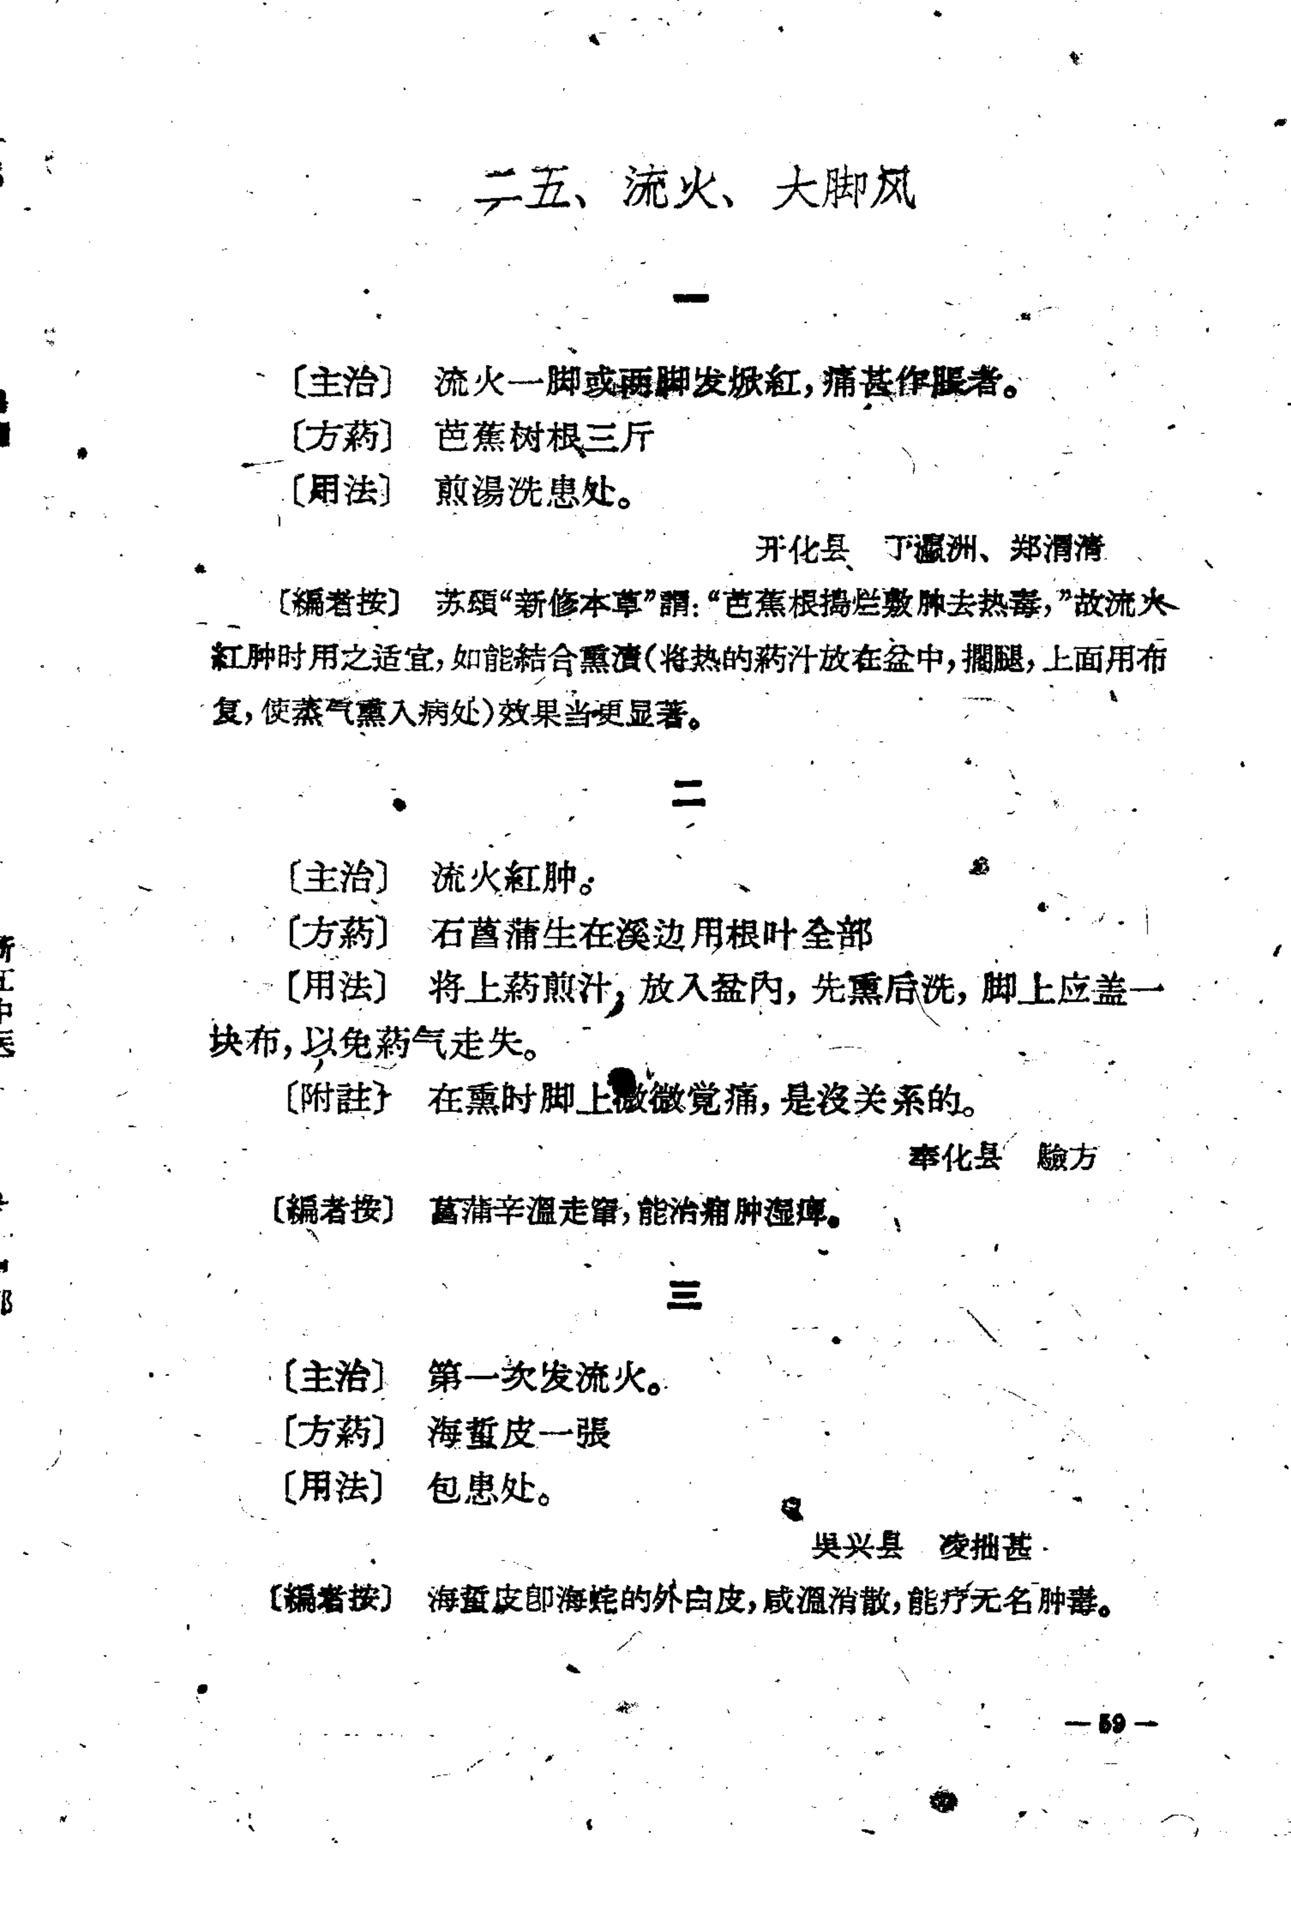 二五、流火、大脚风
一
〔主治〕 流火一脚或两脚发焮紅，痛甚作脹者。
〔方葯〕 芭蕉树根三斤
〔用法〕 煎湯洗患处。
开化县 丁瀛洲、郑渭清
〔編者按〕 苏頌“新修本草”謂：“芭蕉根搗烂敷肿去热毒，”故流火
紅肿时用之适宜，如能結合熏漬（将热的葯汁放在盆中，擱腿，上面用布
复，使蒸气熏入病处）效果当更显著。
二
〔主治〕 流火紅肿。
〔方葯〕 石菖蒲生在溪边用根叶全部
〔用法〕 将上葯煎汁，放入盆內，先熏后洗，脚上应盖一
块布，以免葯气走失。
〔附註〕 在熏时脚上微微覚痛，是沒关系的。
奉化县 驗方
〔編者按〕 菖蒲辛溫走窜，能治痈肿湿痺。
三
〔主治〕 第一次发流火。
〔方葯〕 海蜇皮一張
〔用法〕 包患处。
吳兴县 凌拙甚
〔編者按〕 海蜇皮卽海蛇的外白皮，咸溫消散，能疗无名肿毒。
— 59 —